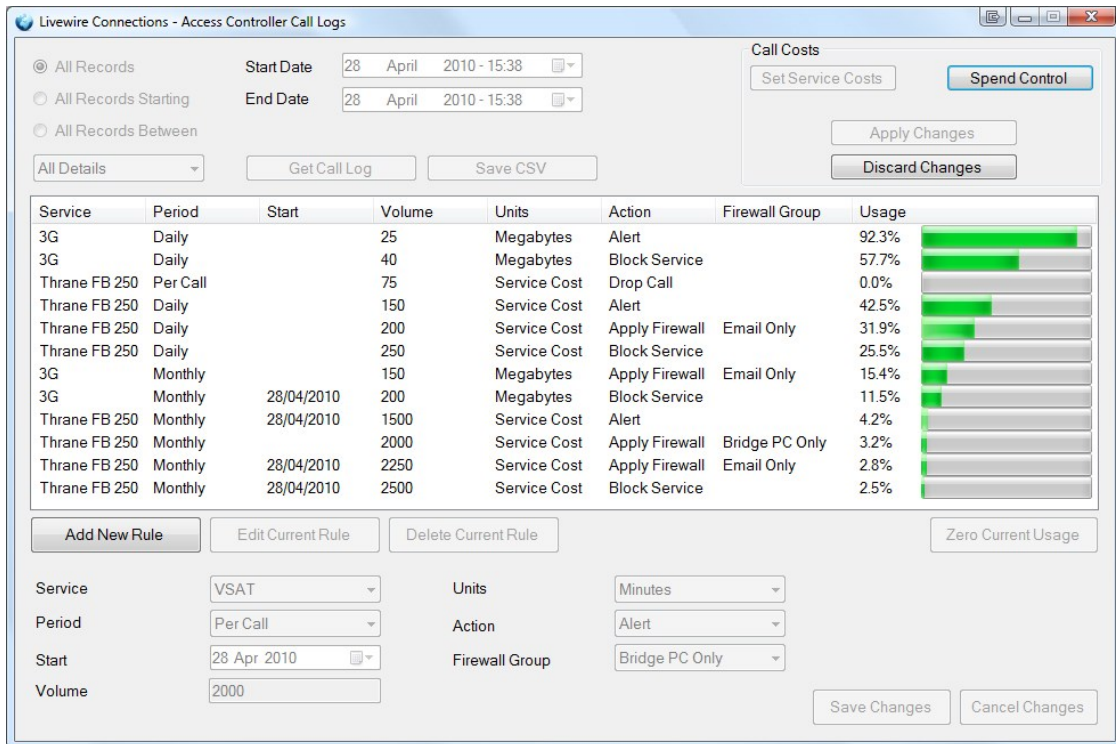 Livewire Connections - Access Controller Call Logs
All Records Start Date 28 April 2010 - 15:38
All Records Starting End Date 28 April 2010 - 15:38
All Records Between
All Details Get Call Log Save CSV
Call Costs
Set Service Costs Spend Control
Apply Changes
Discard Changes
Service Period Start Volume Units Action Firewall Group Usage
3G Daily 25 Megabytes Alert 92.3%
3G Daily 40 Megabytes Block Service 57.7%
Thrane FB 250 Per Call 75 Service Cost Drop Call 0.0%
Thrane FB 250 Daily 150 Service Cost Alert 42.5%
Thrane FB 250 Daily 200 Service Cost Apply Firewall Email Only 31.9%
Thrane FB 250 Daily 250 Service Cost Block Service 25.5%
3G Monthly 150 Megabytes Apply Firewall Email Only 15.4%
3G Monthly 28/04/2010 200 Megabytes Block Service 11.5%
Thrane FB 250 Monthly 28/04/2010 1500 Service Cost Alert 4.2%
Thrane FB 250 Monthly 2000 Service Cost Apply Firewall Bridge PC Only 3.2%
Thrane FB 250 Monthly 28/04/2010 2250 Service Cost Apply Firewall Email Only 2.8%
Thrane FB 250 Monthly 28/04/2010 2500 Service Cost Block Service 2.5%
Add New Rule Edit Current Rule Delete Current Rule Zero Current Usage
Service VSAT Units Minutes
Period Per Call Action Alert
Start 28 Apr 2010 Firewall Group Bridge PC Only
Volume 2000
Save Changes Cancel Changes